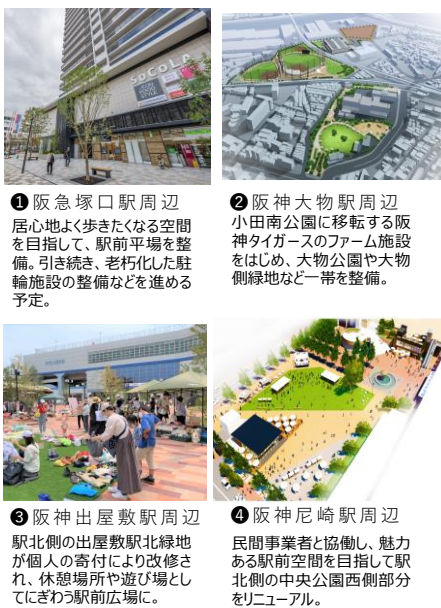 SOCOLA
❶阪急塚口駅周辺
居心地よく歩きたくなる空間
を目指して、駅前平場を整
備。引き続き、老朽化した駐
輪施設の整備などを進める
予定。
❷阪神大物駅周辺
小田南公園に移転する阪
神タイガースのファーム施設
をはじめ、大物公園や大物
側緑地など一帯を整備。
❸阪神出屋敷駅周辺
駅北側の出屋敷駅北緑地
が個人の寄付により改修さ
れ、休憩場所や遊び場とし
てにぎわう駅前広場に。
❹阪神尼崎駅周辺
民間事業者と協働し、魅力
ある駅前空間を目指して駅
北側の中央公園西側部分
をリニューアル。